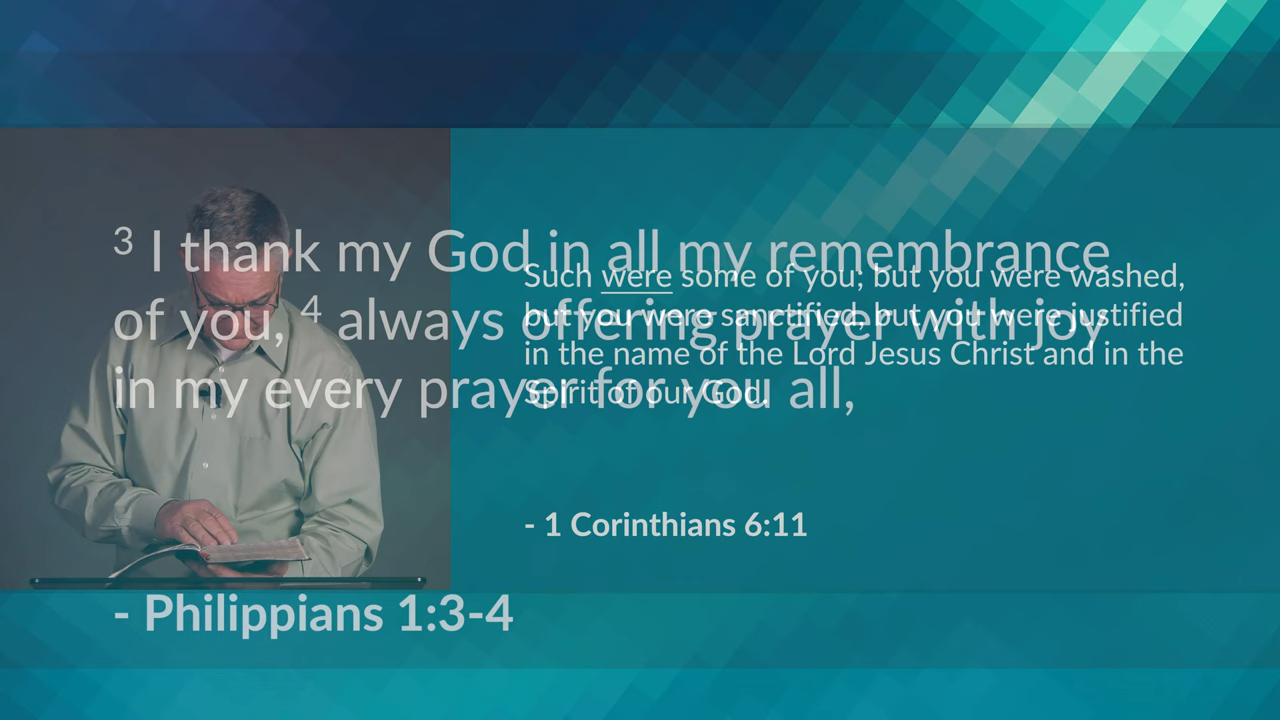 ³ I thank my God in all my remembrance
of you, ⁴ always offering prayer with joy
in my every prayer for you all,
- Philippians 1:3-4
Such were some of you; but you were washed,
but you were sanctified, but you were justified
in the name of the Lord Jesus Christ and in the
Spirit of our God.
- 1 Corinthians 6:11